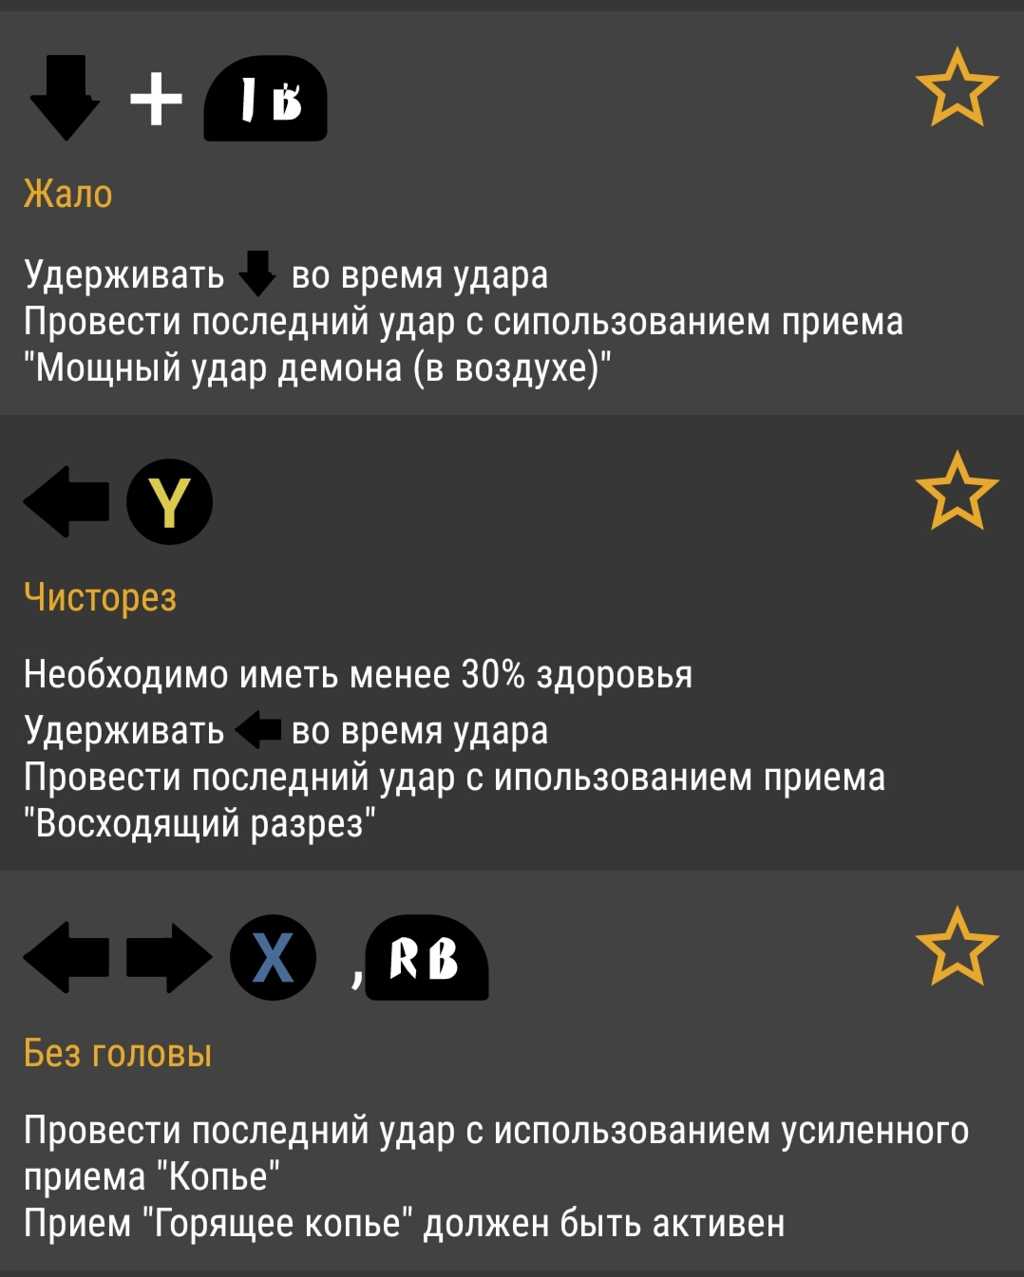 + LB
Жало
Удерживать во время удара
Провести последний удар с сипользованием приема
"Мощный удар демона (в воздухе)"
Y
Чисторез
Необходимо иметь менее 30% здоровья
Удерживать во время удара
Провести последний удар с ипользованием приема
"Восходящий разрез"
X , RB
Без головы
Провести последний удар с использованием усиленного
приема "Копье"
Прием "Горящее копье" должен быть активен